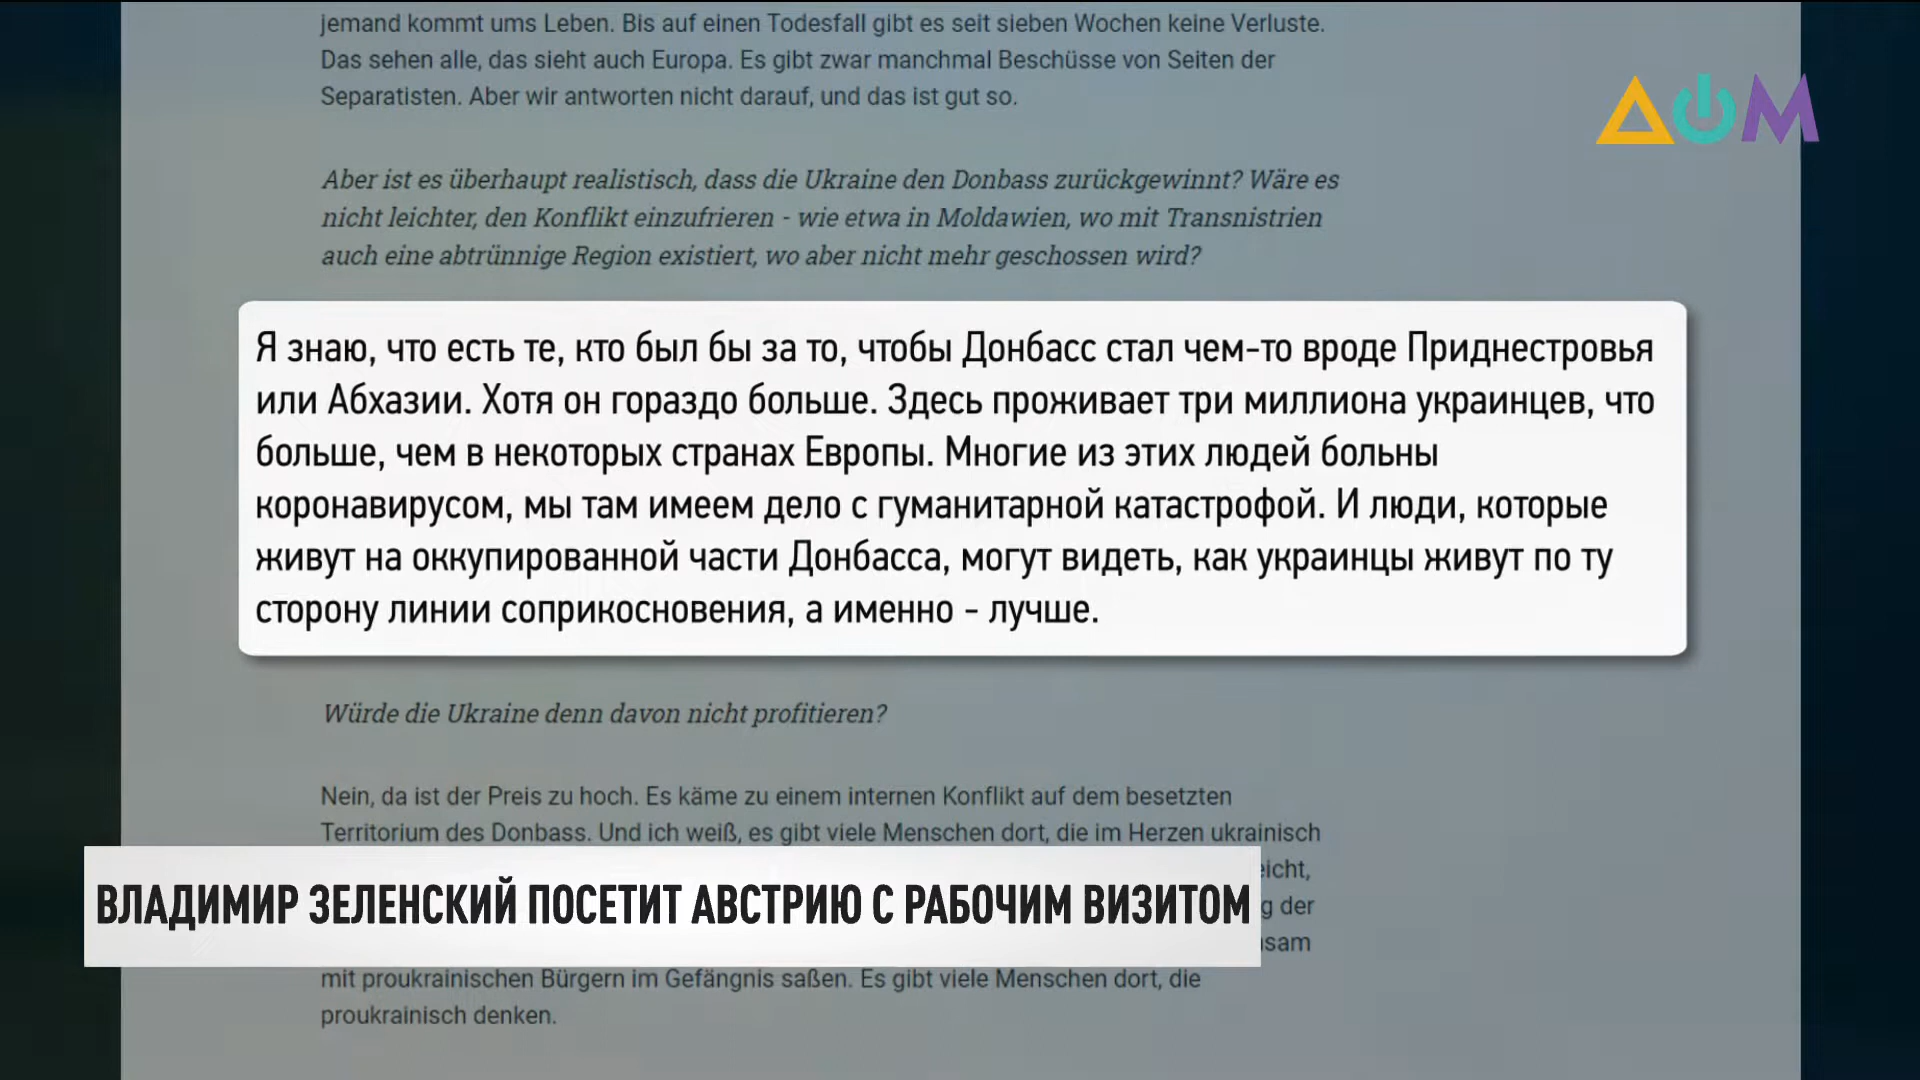 jemand kommt ums Leben. Bis auf einen Todesfall gibt es seit sieben Wochen keine Verluste.
Das sehen alle, das sieht auch Europa. Es gibt zwar manchmal Beschüsse von Seiten der
Separatisten. Aber wir antworten nicht darauf, und das ist gut so.
ДОМ
Aber ist es überhaupt realistisch, dass die Ukraine den Donbass zurückgewinnt? Wäre es
nicht leichter, den Konflikt einzufrieren - wie etwa in Moldawien, wo mit Transnistrien
auch eine abtrünnige Region existiert, wo aber nicht mehr geschossen wird?
Я знаю, что есть те, кто был бы за то, чтобы Донбасс стал чем-то вроде Приднестровья
или Абхазии. Хотя он гораздо больше. Здесь проживает три миллиона украинцев, что
больше, чем в некоторых странах Европы. Многие из этих людей больны
коронавирусом, мы там имеем дело с гуманитарной катастрофой. И люди, которые
живут на оккупированной части Донбасса, могут видеть, как украинцы живут по ту
сторону линии соприкосновения, а именно - лучше.
Würde die Ukraine denn davon nicht profitieren?
Nein, da ist der Preis zu hoch. Es käme zu einem internen Konflikt auf dem besetzten
Territorium des Donbass. Und ich weiß, es gibt viele Menschen dort, die im Herzen ukrainisch
eicht,
ВЛАДИМИР ЗЕЛЕНСКИЙ ПОСЕТИТ АВСТРИЮ С РАБОЧИМ ВИЗИТОМ
g der
sam
mit proukrainischen Bürgern im Gefängnis saßen. Es gibt viele Menschen dort, die
proukrainisch denken.